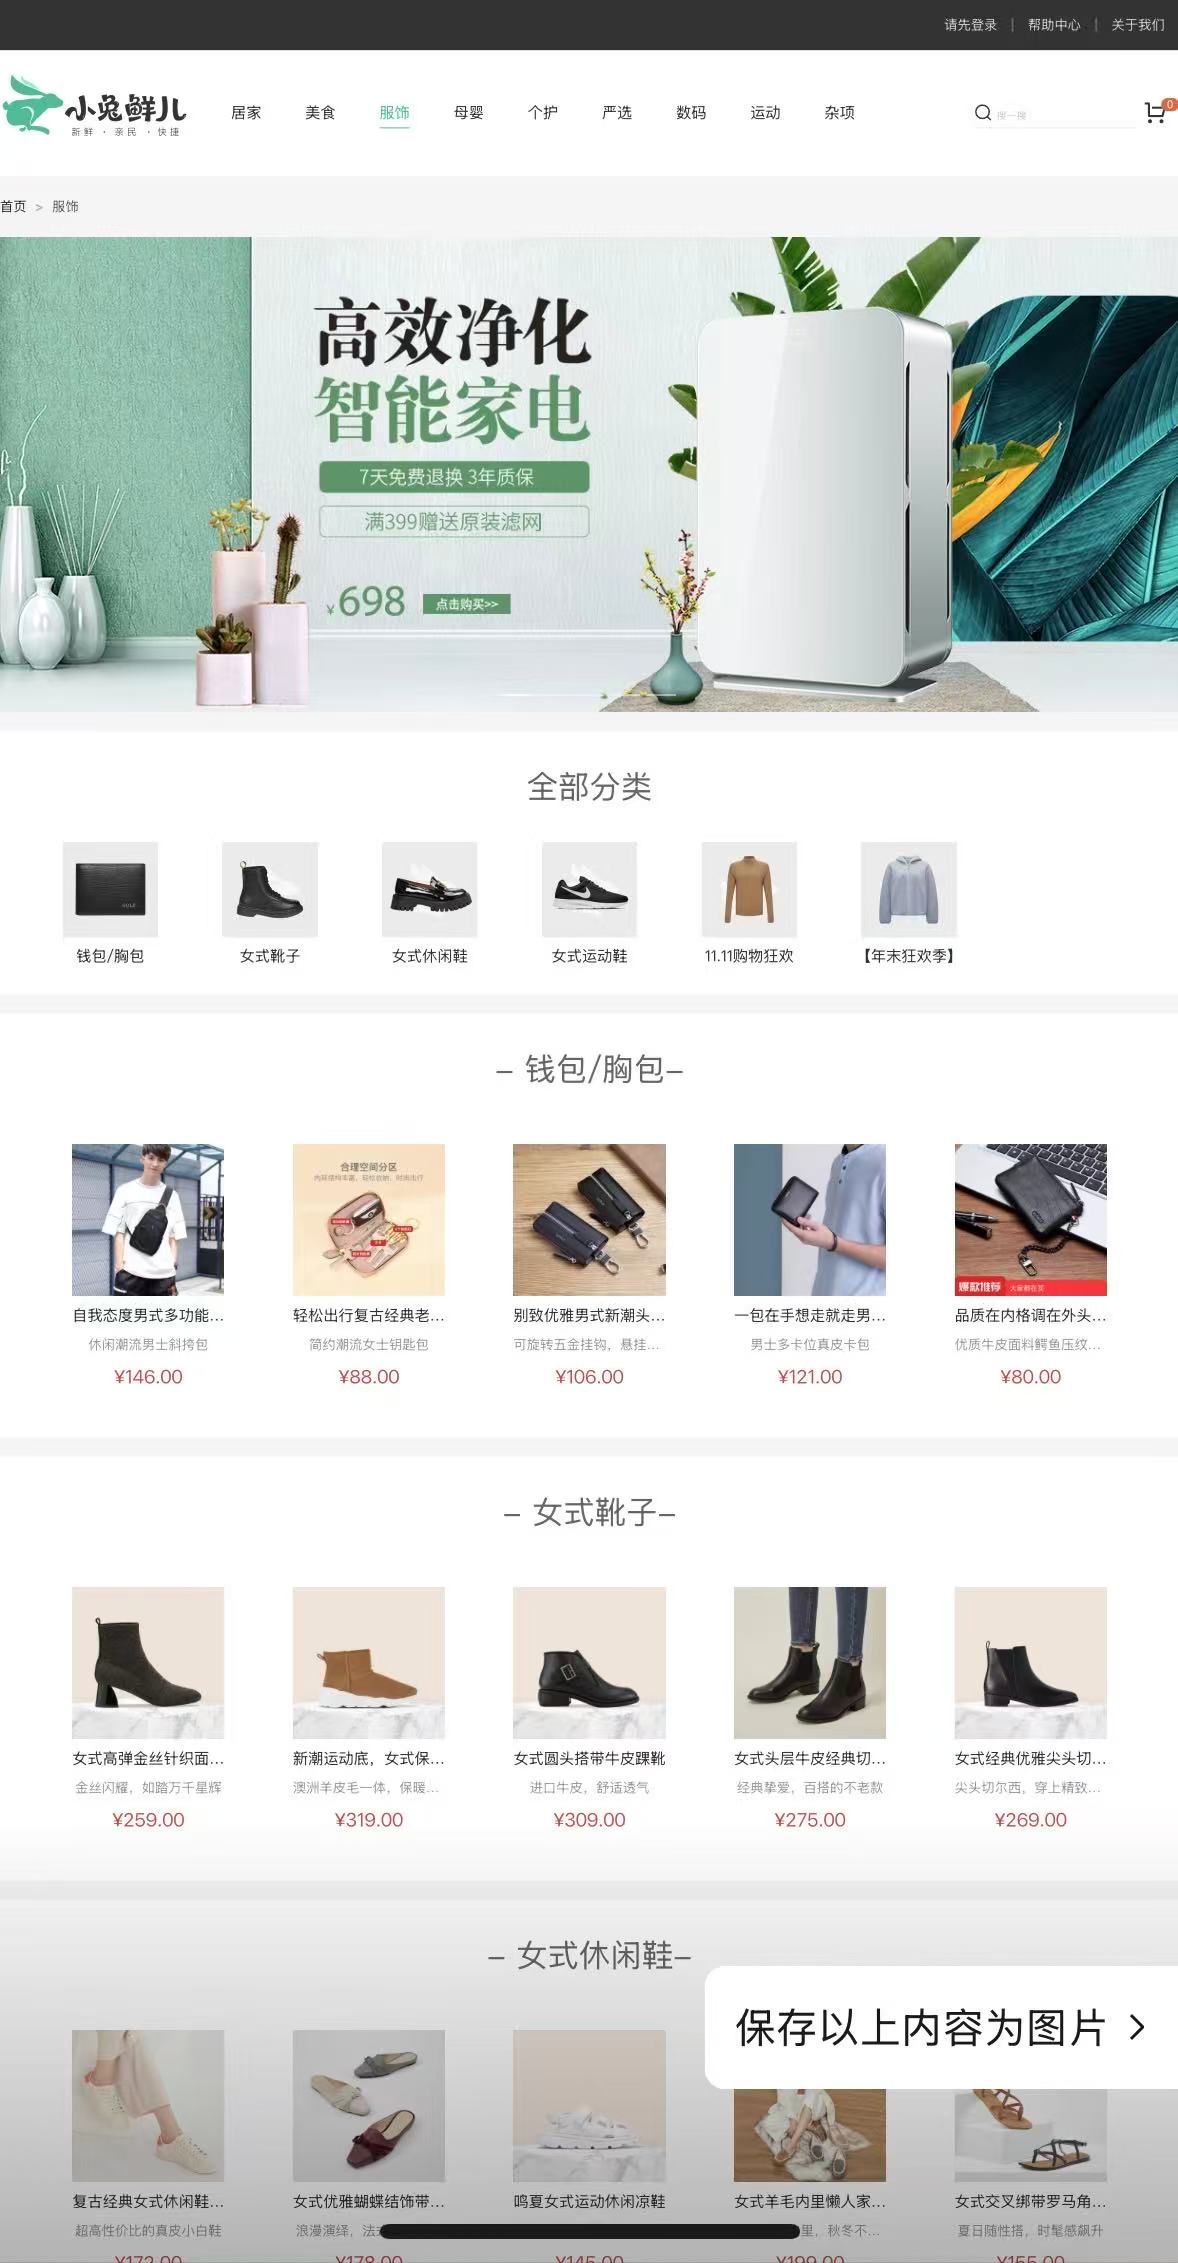 请先登录 | 帮助中心 | 关于我们
小兔鲜儿
新鲜 · 亲民 · 快捷
居家 美食 服饰 母婴 个护 严选 数码 运动 杂项
搜一搜
0
首页 > 服饰
高效净化
智能家电
7天免费退换 3年质保
满399赠送原装滤网
¥698 点击购买>>
全部分类
钱包/胸包 女式靴子 女式休闲鞋 女式运动鞋 11.11购物狂欢 【年末狂欢季】
- 钱包/胸包-
合理空间分区
爆款推荐
自我态度男式多功能... 轻松出行复古经典老... 别致优雅男式新潮头... 一包在手想走就走男... 品质在内格调在外头...
休闲潮流男士斜挎包 简约潮流女士钥匙包 可旋转五金挂钩，悬挂... 男士多卡位真皮卡包 优质牛皮面料鳄鱼压纹...
¥146.00 ¥88.00 ¥106.00 ¥121.00 ¥80.00
- 女式靴子-
女式高弹金丝针织面... 新潮运动底，女式保... 女式圆头搭带牛皮踝靴 女式头层牛皮经典切... 女式经典优雅尖头切...
金丝闪耀，如踏万千星辉 澳洲羊皮毛一体，保暖... 进口牛皮，舒适透气 经典挚爱，百搭的不老款 尖头切尔西，穿上精致...
¥259.00 ¥319.00 ¥309.00 ¥275.00 ¥269.00
- 女式休闲鞋-
保存以上内容为图片 >
复古经典女式休闲鞋... 女式优雅蝴蝶结饰带... 鸣夏女式运动休闲凉鞋 女式羊毛内里懒人家... 女式交叉绑带罗马角...
超高性价比的真皮小白鞋 浪漫演绎，法 里，秋冬不... 夏日随性搭，时髦感飙升
¥172.00 ¥178.00 ¥145.00 ¥199.00 ¥155.00